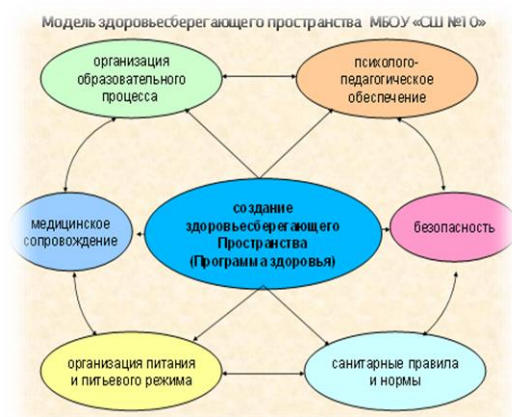 Модель здоровьесберегающего пространства МБОУ «СШ №10»
организация
образовательного
процесса
психолого-
педагогическое
обеспечение
медицинское
сопровождение
создание
здоровьесберегающего
Пространства
(Программа здоровья)
безопасность
организация питания
и питьевого режима
санитарные правила
и нормы